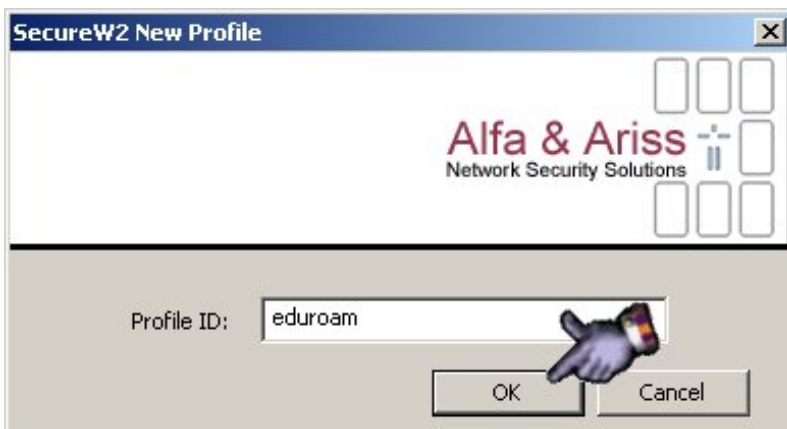 SecureW2 New Profile
Alfa & Ariss
Network Security Solutions
Profile ID: eduroam
OK Cancel